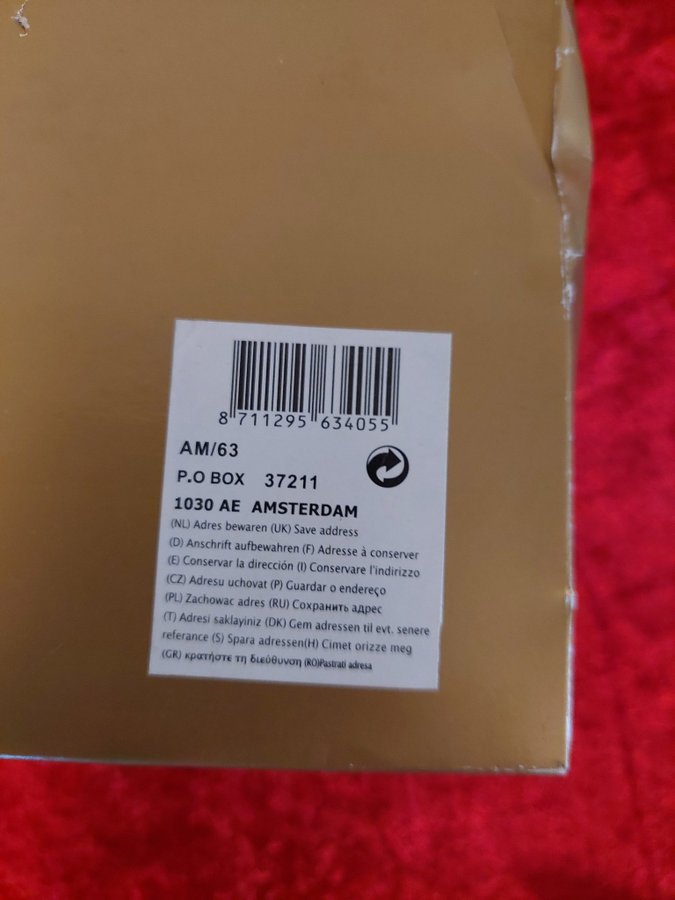 8 711295 634055
AM/63
P.O BOX 37211
1030 AE AMSTERDAM
(NL) Adres bewaren (UK) Save address
(D) Anschrift aufbewahren (F) Adresse à conserver
(E) Conservar la dirección (I) Conservare l'indirizzo
(CZ) Adresu uchovat (P) Guardar o endereço
(PL) Zachowac adres (RU) Сохранить адрес
(T) Adresi saklayiniz (DK) Gem adressen til evt. senere
referance (S) Spara adressen(H) Cimet orizze meg
(GR) κρατήστε τη διεύθυνση (RO)Pastrati adresa